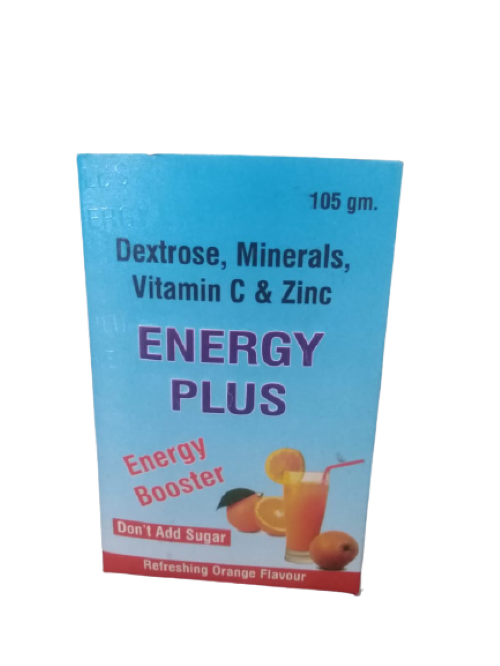 105 gm.
Dextrose, Minerals,
Vitamin C & Zinc
ENERGY
PLUS
Energy
Booster
Don't Add Sugar
Refreshing Orange Flavour